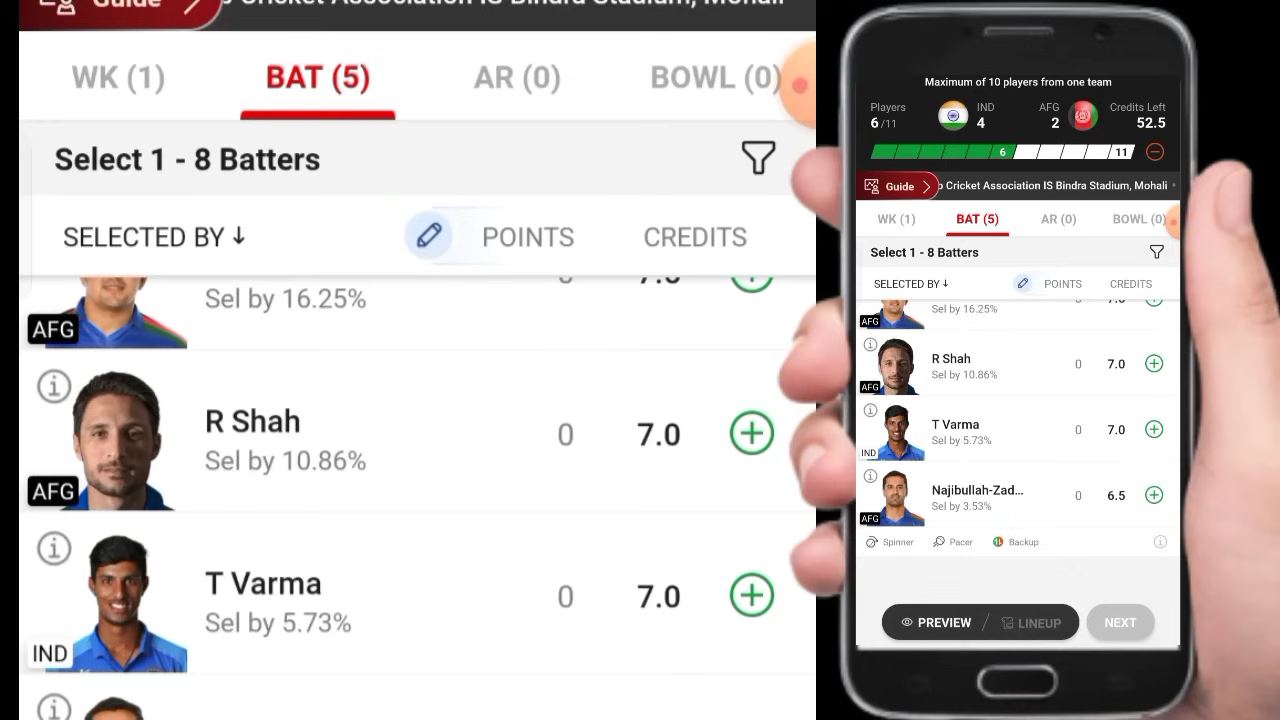 Guide
Cricket Association IS Bindra Stadium, Mohali
WK (1) BAT (5) AR (0) BOWL (0)
Select 1 - 8 Batters
SELECTED BY ↓ POINTS CREDITS
Sel by 16.25%
AFG
R Shah
0 7.0
Sel by 10.86%
AFG
T Varma
0 7.0
Sel by 5.73%
IND
Maximum of 10 players from one team
Players IND AFG Credits Left
6/11 4 2 52.5
6 11
Guide Cricket Association IS Bindra Stadium, Mohali
WK (1) BAT (5) AR (0) BOWL (0)
Select 1 - 8 Batters
SELECTED BY ↓ POINTS CREDITS
Sel by 16.25%
AFG
R Shah
0 7.0
Sel by 10.86%
AFG
T Varma
0 7.0
Sel by 5.73%
IND
Najibullah-Zad...
0 6.5
Sel by 3.53%
AFG
Spinner Pacer Backup
PREVIEW / LINEUP NEXT